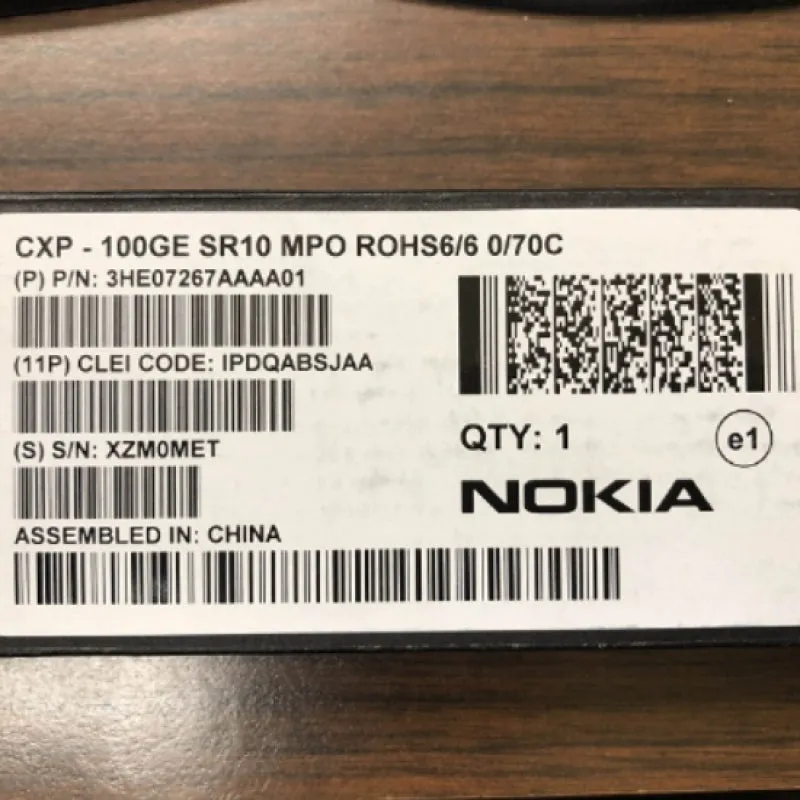 CXP - 100GE SR10 MPO ROHS6/6 0/70C
(P) P/N: 3HE07267AAAA01
(11P) CLEI CODE: IPDQABSJAA
(S) S/N: XZM0MET
ASSEMBLED IN: CHINA
QTY: 1
e1
NOKIA